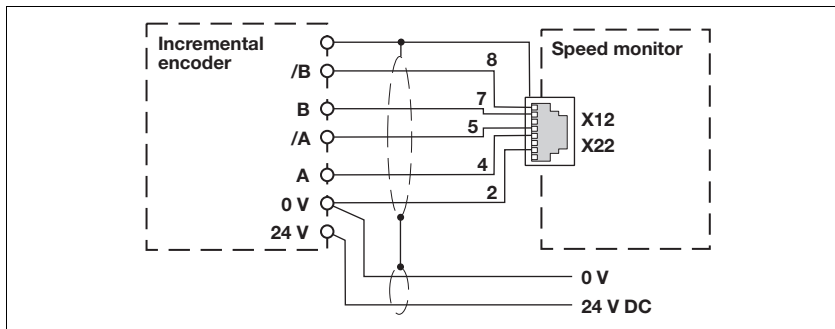 Incremental
encoder
Speed monitor
/B
8
B
7
/A
5
X12
X22
A
4
0 V
2
24 V
0 V
24 V DC